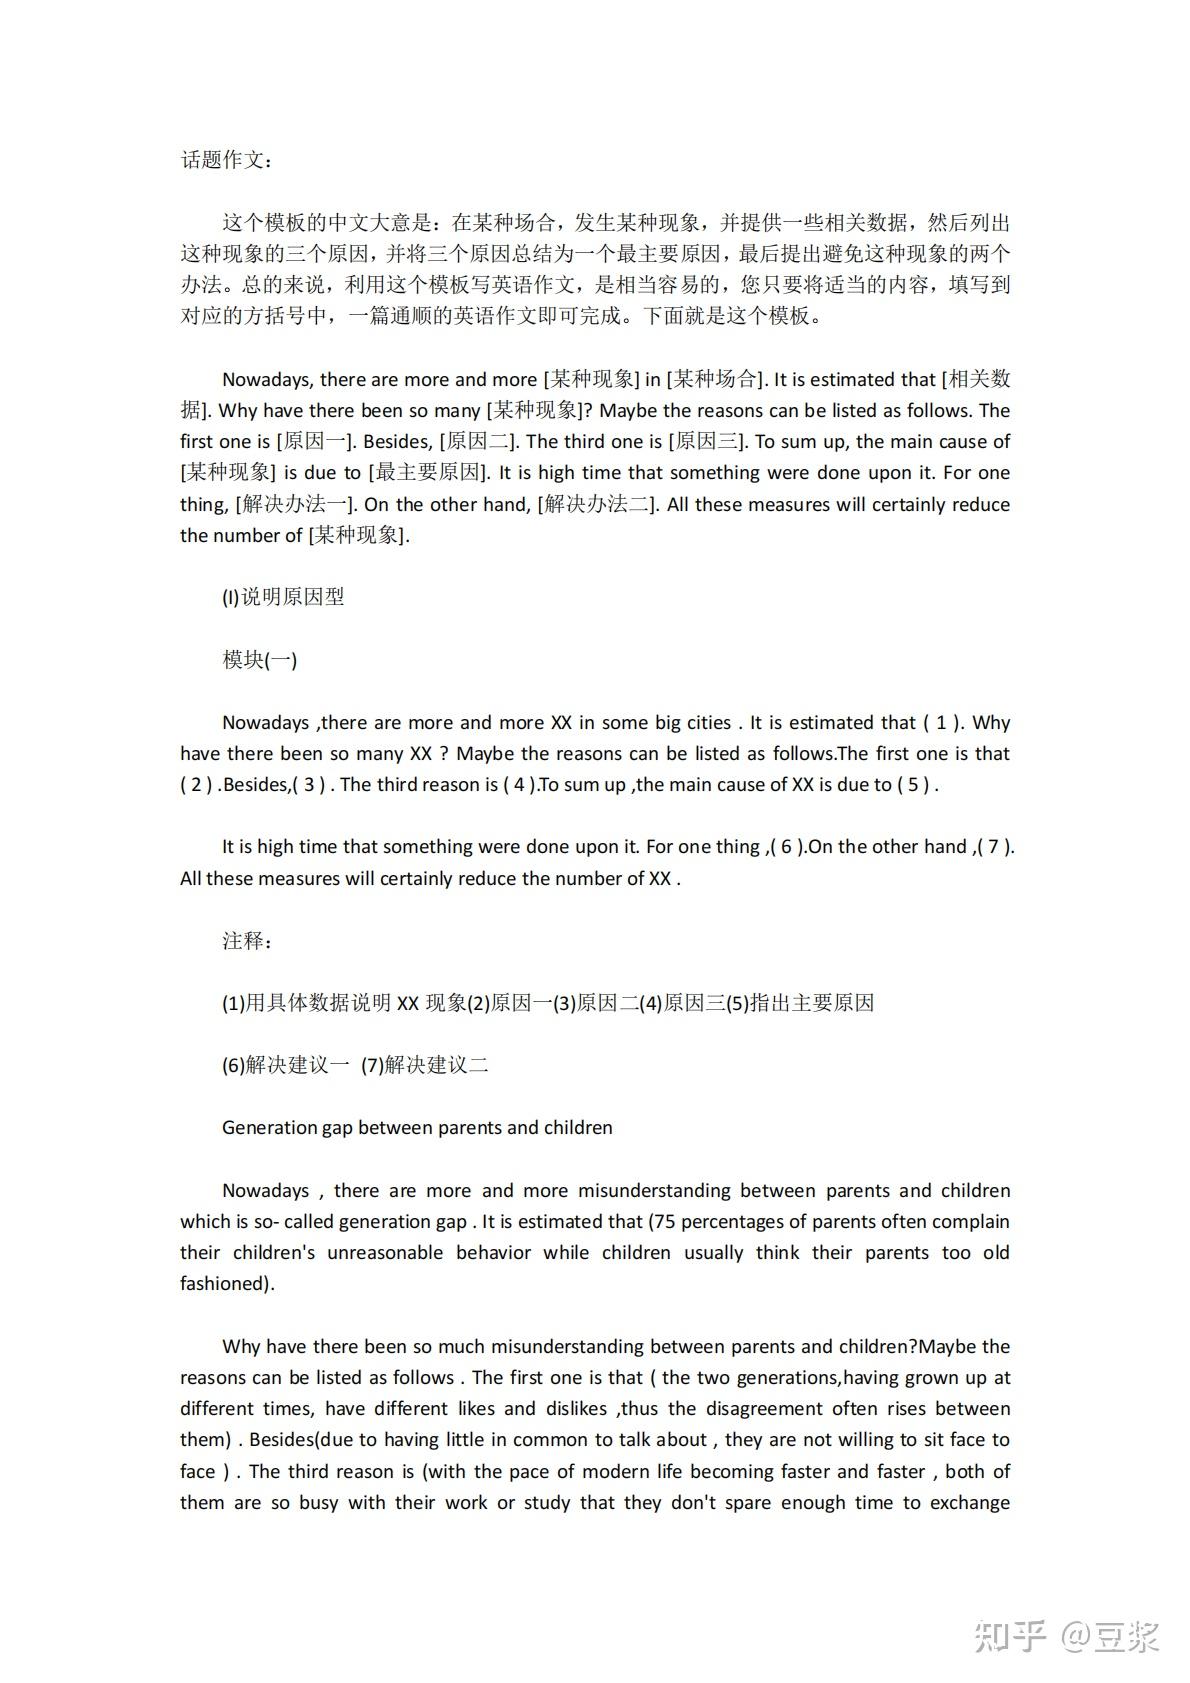 话题作文：
这个模板的中文大意是：在某种场合，发生某种现象，并提供一些相关数据，然后列出
这种现象的三个原因，并将三个原因总结为一个最主要原因，最后提出避免这种现象的两个
办法。总的来说，利用这个模板写英语作文，是相当容易的，您只要将适当的内容，填写到
对应的方括号中，一篇通顺的英语作文即可完成。下面就是这个模板。
Nowadays, there are more and more [某种现象] in [某种场合]. It is estimated that [相关数
据]. Why have there been so many [某种现象]? Maybe the reasons can be listed as follows. The
first one is [原因一]. Besides, [原因二]. The third one is [原因三]. To sum up, the main cause of
[某种现象] is due to [最主要原因]. It is high time that something were done upon it. For one
thing, [解决办法一]. On the other hand, [解决办法二]. All these measures will certainly reduce
the number of [某种现象].
(I)说明原因型
模块(一)
Nowadays ,there are more and more XX in some big cities . It is estimated that ( 1 ). Why
have there been so many XX ? Maybe the reasons can be listed as follows.The first one is that
( 2 ) .Besides,( 3 ) . The third reason is ( 4 ).To sum up ,the main cause of XX is due to ( 5 ) .
It is high time that something were done upon it. For one thing ,( 6 ).On the other hand ,( 7 ).
All these measures will certainly reduce the number of XX .
注释：
(1)用具体数据说明 XX 现象(2)原因一(3)原因二(4)原因三(5)指出主要原因
(6)解决建议一 (7)解决建议二
Generation gap between parents and children
Nowadays , there are more and more misunderstanding between parents and children
which is so- called generation gap . It is estimated that (75 percentages of parents often complain
their children's unreasonable behavior while children usually think their parents too old
fashioned).
Why have there been so much misunderstanding between parents and children?Maybe the
reasons can be listed as follows . The first one is that ( the two generations,having grown up at
different times, have different likes and dislikes ,thus the disagreement often rises between
them) . Besides(due to having little in common to talk about , they are not willing to sit face to
face ) . The third reason is (with the pace of modern life becoming faster and faster , both of
them are so busy with their work or study that they don't spare enough time to exchange
知乎 @豆浆